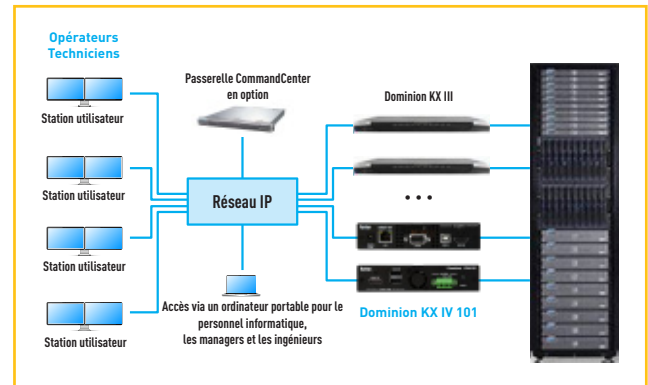 Opérateurs
Techniciens
Station utilisateur
Station utilisateur
Station utilisateur
Station utilisateur
Passerelle CommandCenter
en option
Réseau IP
Accès via un ordinateur portable pour le
personnel informatique,
les managers et les ingénieurs
Dominion KX III
• • •
Dominion KX IV 101